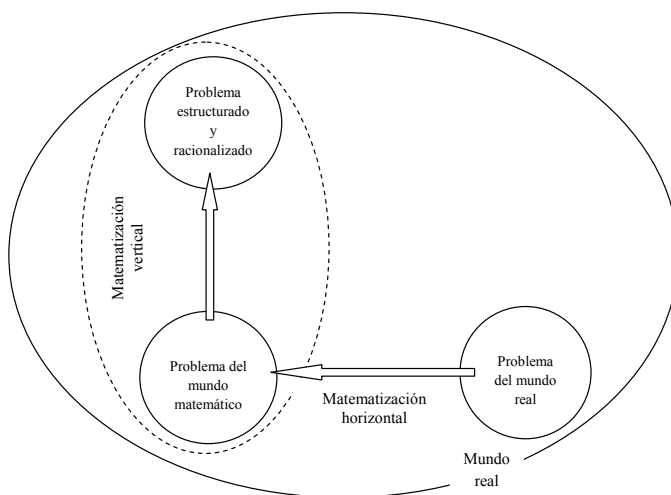 Problema
estructurado
y
racionalizado
Matematización
vertical
Problema del
mundo
matemático
Matematización
horizontal
Problema
del mundo
real
Mundo
real